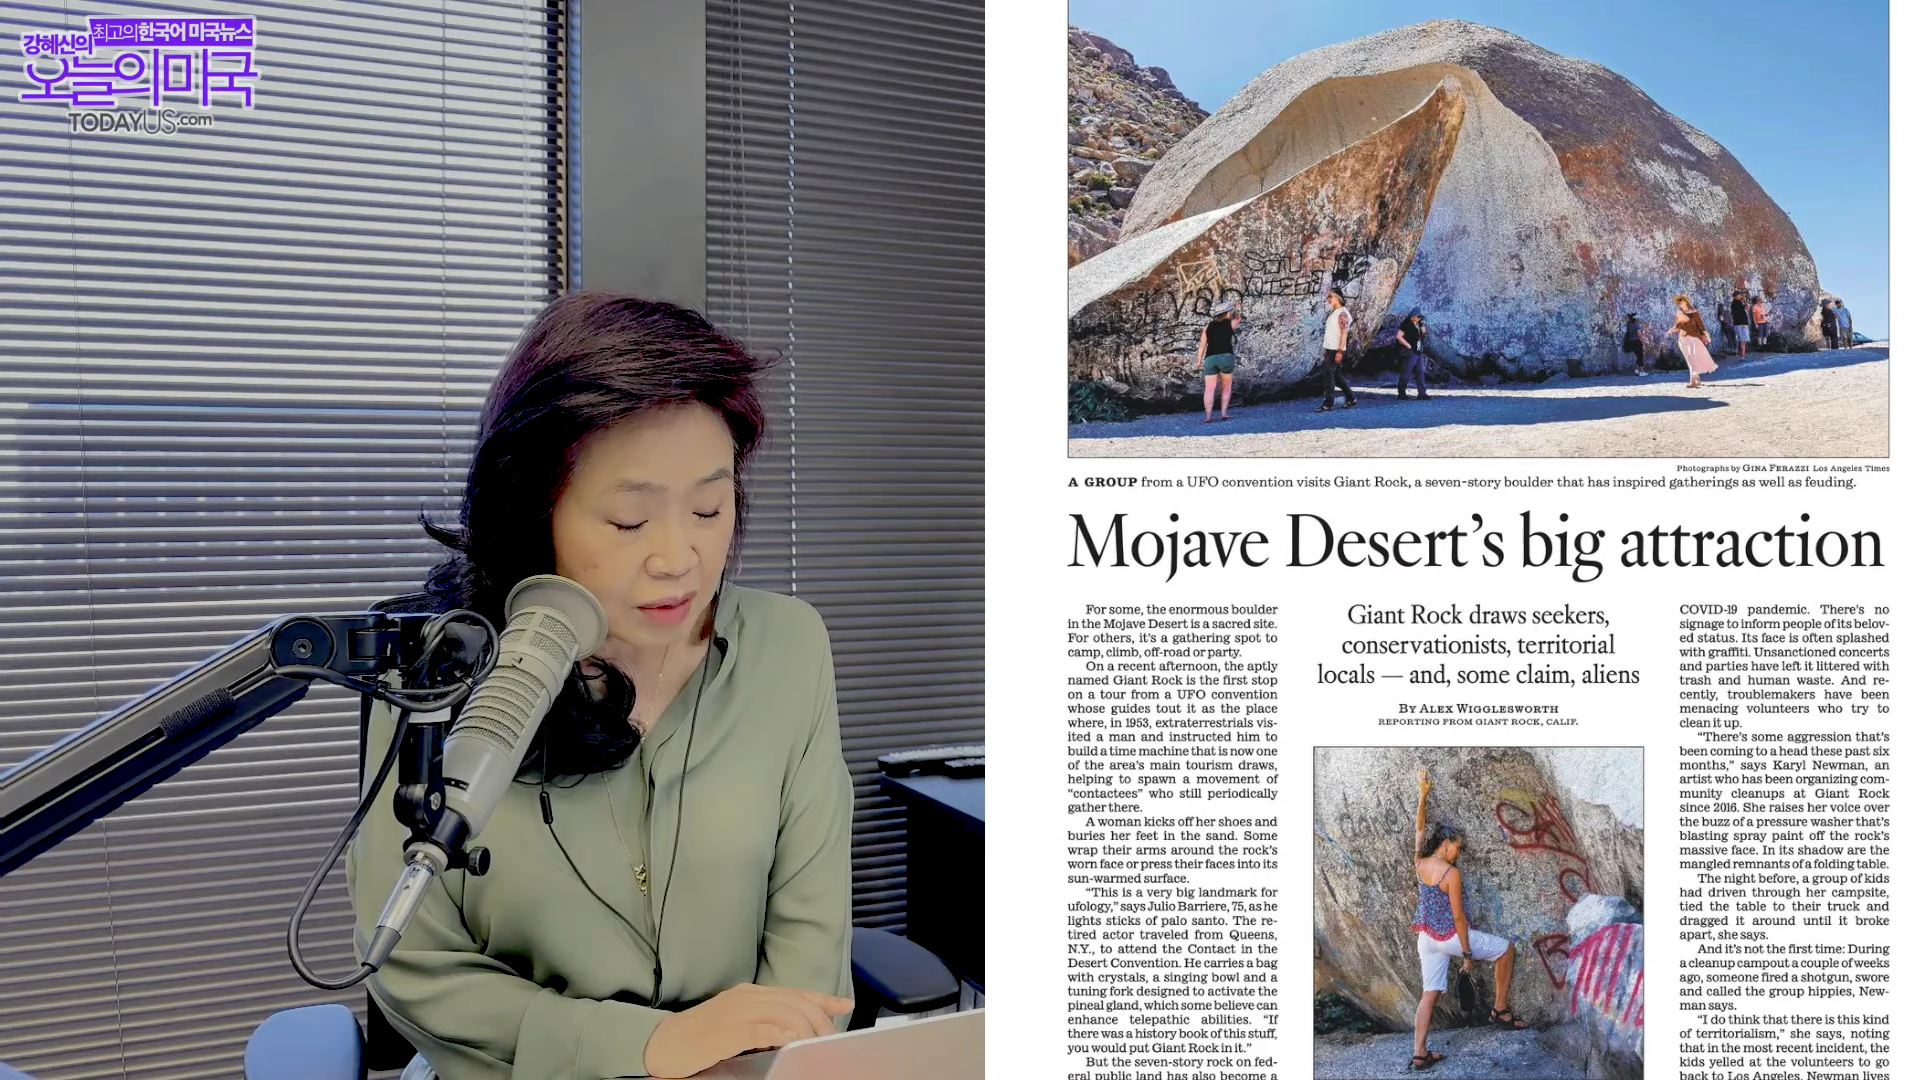 최고의한국어 미국뉴스
강혜신의
오늘의미국
TODAYUS.com
Photographs by GINA FERAZZI Los Angeles Times
A GROUP from a UFO convention visits Giant Rock, a seven-story boulder that has inspired gatherings as well as feuding.
Mojave Desert's big attraction
For some, the enormous boulder
in the Mojave Desert is a sacred site.
For others, it's a gathering spot to
camp, climb, off-road or party.
On a recent afternoon, the aptly
named Giant Rock is the first stop
on a tour from a UFO convention
whose guides tout it as the place
where, in 1953, extraterrestrials vis-
ited a man and instructed him to
build a time machine that is now one
of the area's main tourism draws,
helping to spawn a movement of
"contactees" who still periodically
gather there.
A woman kicks off her shoes and
buries her feet in the sand. Some
wrap their arms around the rock's
worn face or press their faces into its
sun-warmed surface.
"This is a very big landmark for
ufology," says Julio Barriere, 75, as he
lights sticks of palo santo. The re-
tired actor traveled from Queens,
N.Y., to attend the Contact in the
Desert Convention. He carries a bag
with crystals, a singing bowl and a
tuning fork designed to activate the
pineal gland, which some believe can
enhance telepathic abilities. "If
there was a history book of this stuff,
you would put Giant Rock in it."
But the seven-story rock on fed-
eral public land has also become a
Giant Rock draws seekers,
conservationists, territorial
locals — and, some claim, aliens
BY ALEX WIGGLESWORTH
REPORTING FROM GIANT ROCK, CALIF.
COVID-19 pandemic. There's no
signage to inform people of its belov-
ed status. Its face is often splashed
with graffiti. Unsanctioned concerts
and parties have left it littered with
trash and human waste. And re-
cently, troublemakers have been
menacing volunteers who try to
clean it up.
"There's some aggression that's
been coming to a head these past six
months," says Karyl Newman, an
artist who has been organizing com-
munity cleanups at Giant Rock
since 2016. She raises her voice over
the buzz of a pressure washer that's
blasting spray paint off the rock's
massive face. In its shadow are the
mangled remnants of a folding table.
The night before, a group of kids
had driven through her campsite,
tied the table to their truck and
dragged it around until it broke
apart, she says.
And it's not the first time: During
a cleanup campout a couple of weeks
ago, someone fired a shotgun, swore
and called the group hippies, New-
man says.
"I do think that there is this kind
of territorialism," she says, noting
that in the most recent incident, the
kids yelled at the volunteers to go
back to Los Angeles. Newman lives